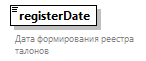 registerDate
Дата формирования реестра
талонов